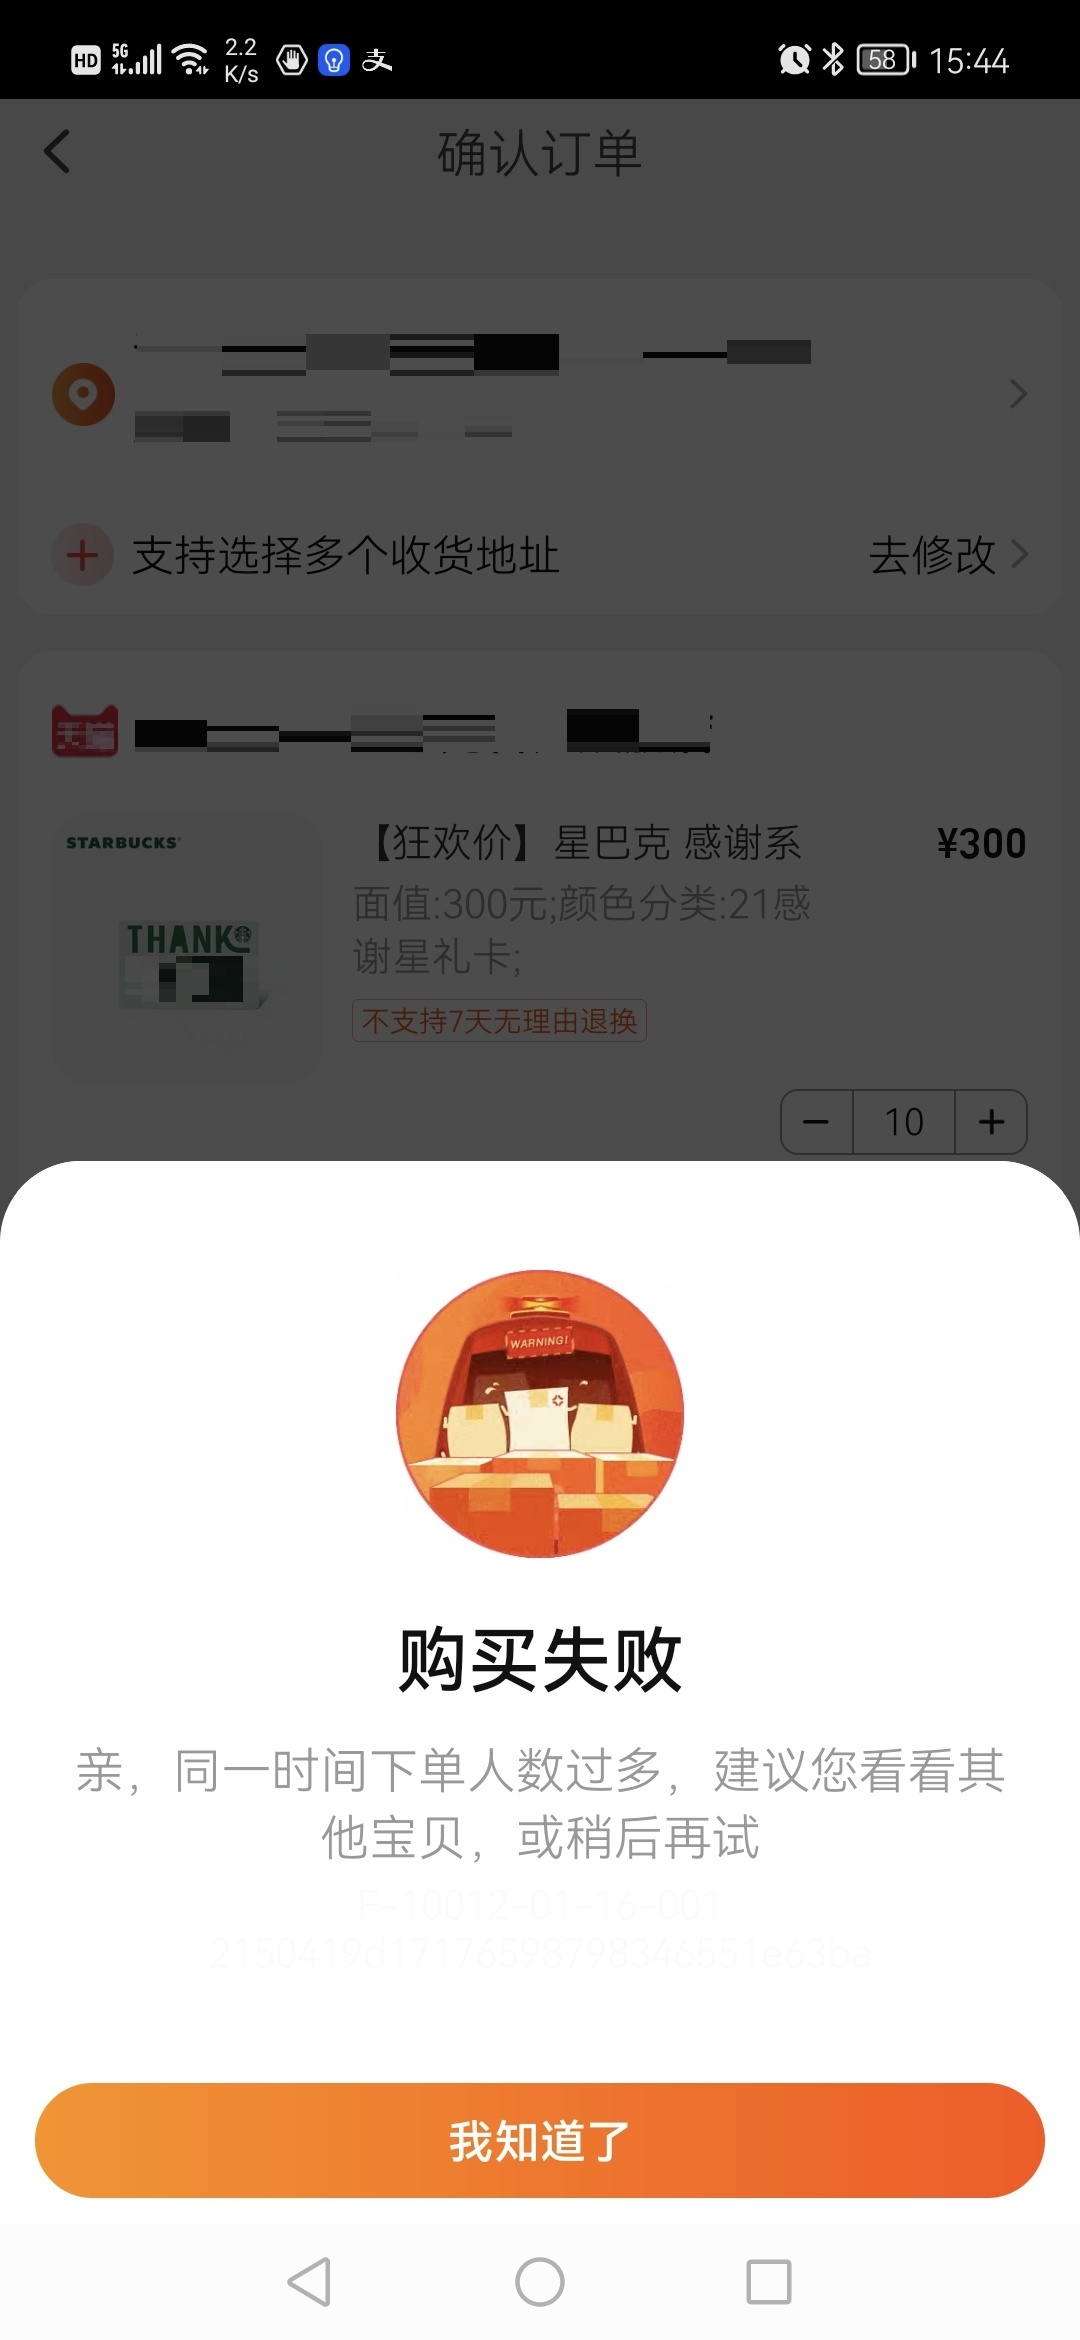 HD 5G 2.2 K/s 支 58 15:44
确认订单
支持选择多个收货地址 去修改
STARBUCKS
【狂欢价】星巴克 感谢系 ¥300
面值:300元;颜色分类:21感
谢星礼卡;
THANK
不支持7天无理由退换
10
WARNING!
购买失败
亲，同一时间下单人数过多，建议您看看其
他宝贝，或稍后再试
F-10012-01-16-001
2150419d17176598798346551e63ba
我知道了